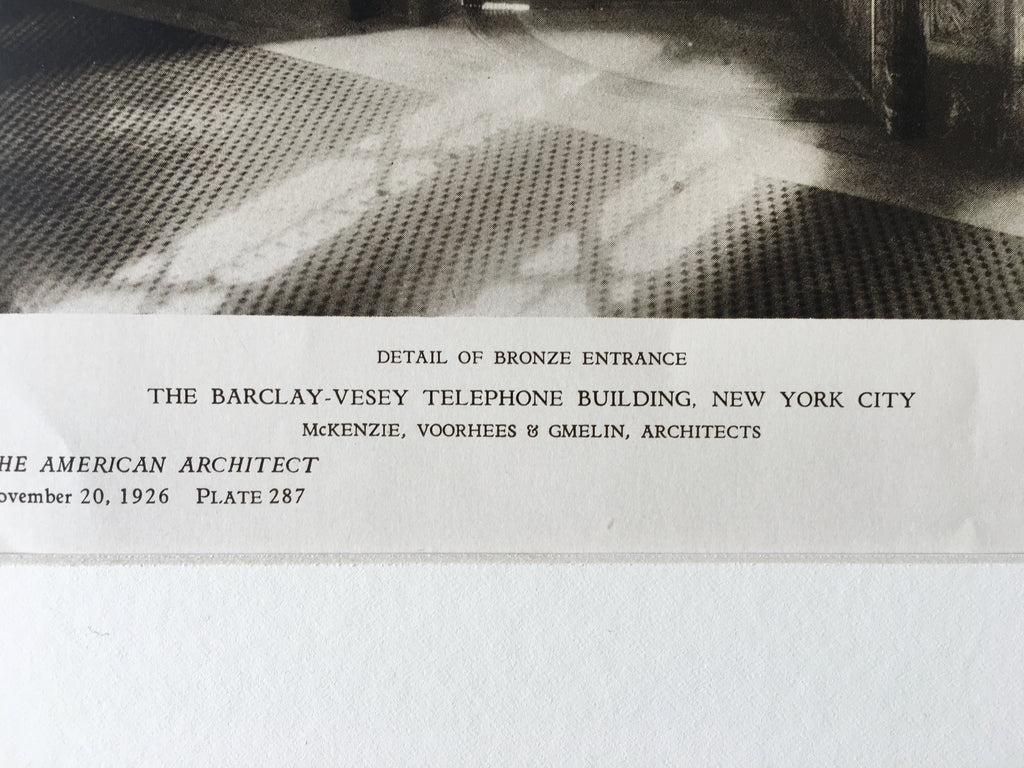 DETAIL OF BRONZE ENTRANCE
THE BARCLAY-VESEY TELEPHONE BUILDING, NEW YORK CITY
McKENZIE, VOORHEES & GMELIN, ARCHITECTS
HE AMERICAN ARCHITECT
ovember 20, 1926 PLATE 287